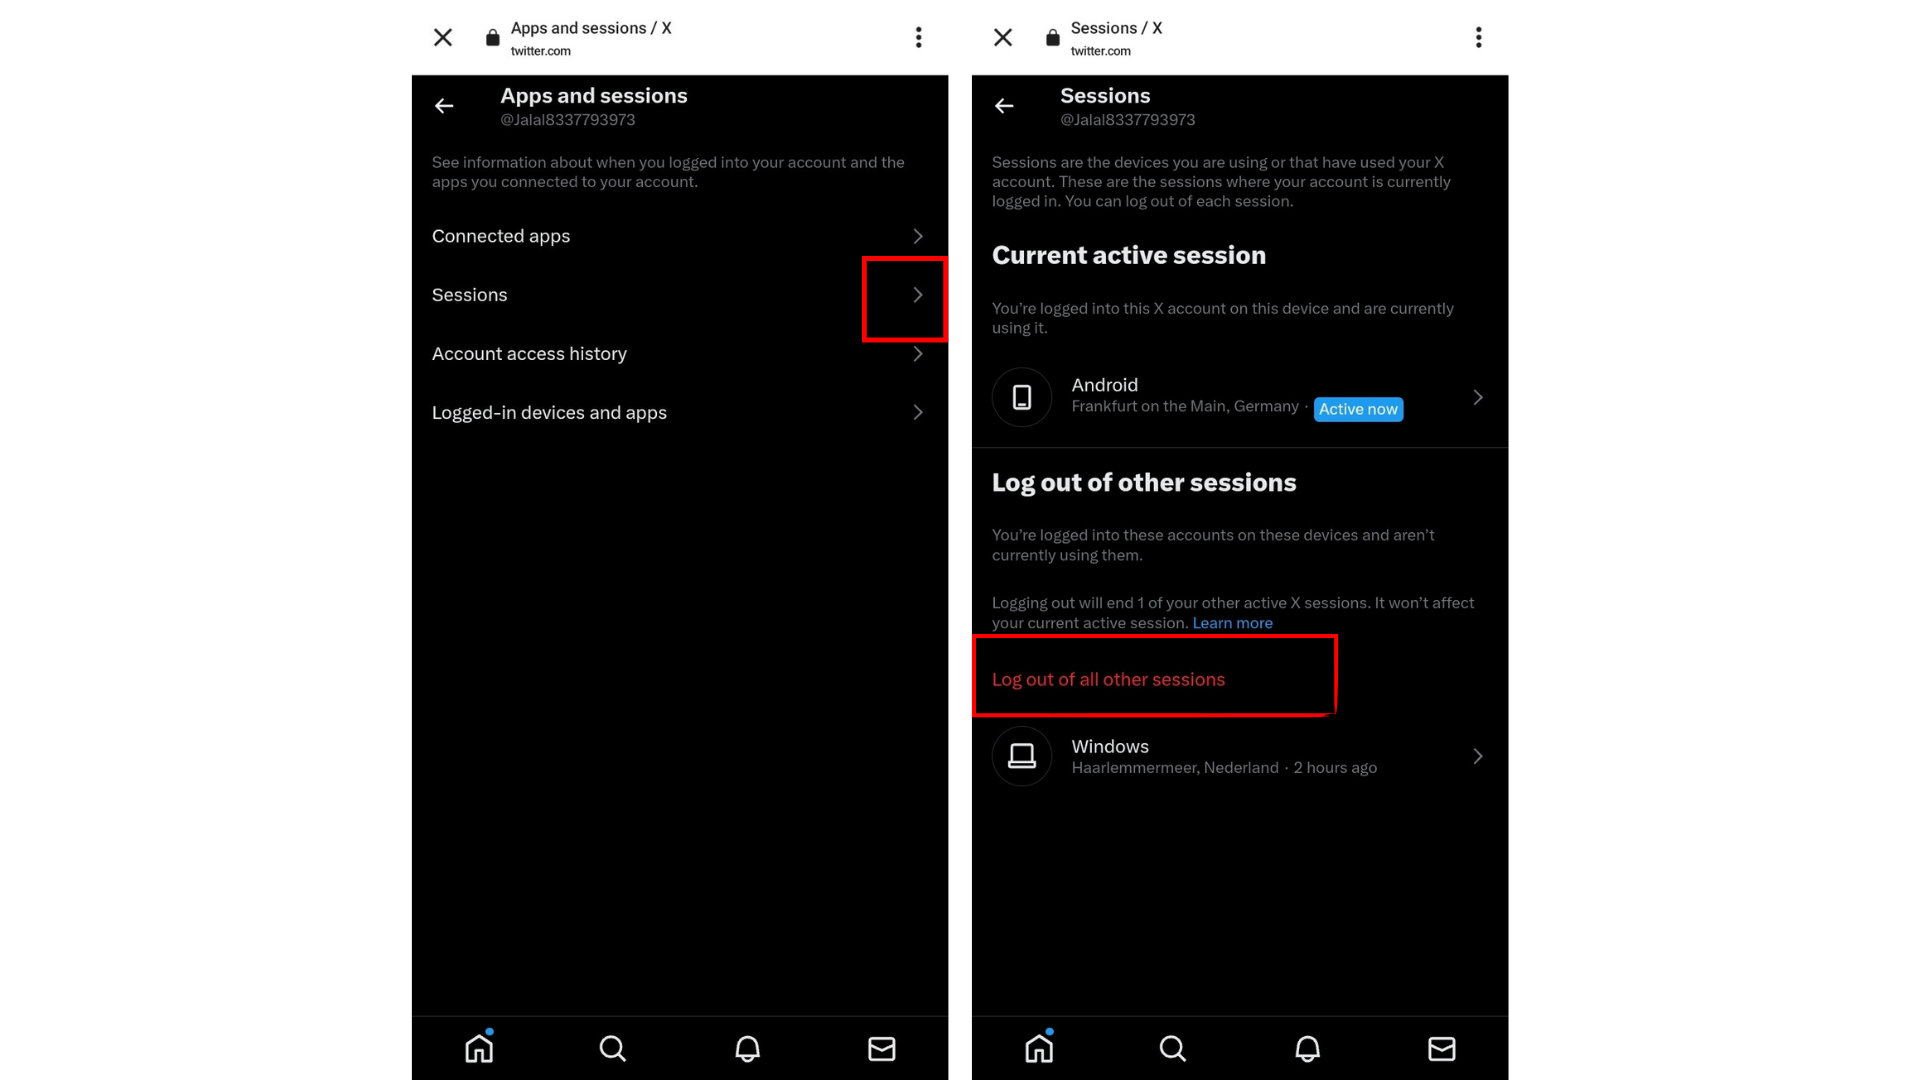 Apps and sessions / X
twitter.com
Apps and sessions
@Jalal8337793973
See information about when you logged into your account and the
apps you connected to your account.
Connected apps
Sessions
Account access history
Logged-in devices and apps
Sessions / X
twitter.com
Sessions
@Jalal8337793973
Sessions are the devices you are using or that have used your X
account. These are the sessions where your account is currently
logged in. You can log out of each session.
Current active session
You’re logged into this X account on this device and are currently
using it.
Android
Frankfurt on the Main, Germany · Active now
Log out of other sessions
You’re logged into these accounts on these devices and aren’t
currently using them.
Logging out will end 1 of your other active X sessions. It won’t affect
your current active session. Learn more
Log out of all other sessions
Windows
Haarlemmermeer, Nederland · 2 hours ago